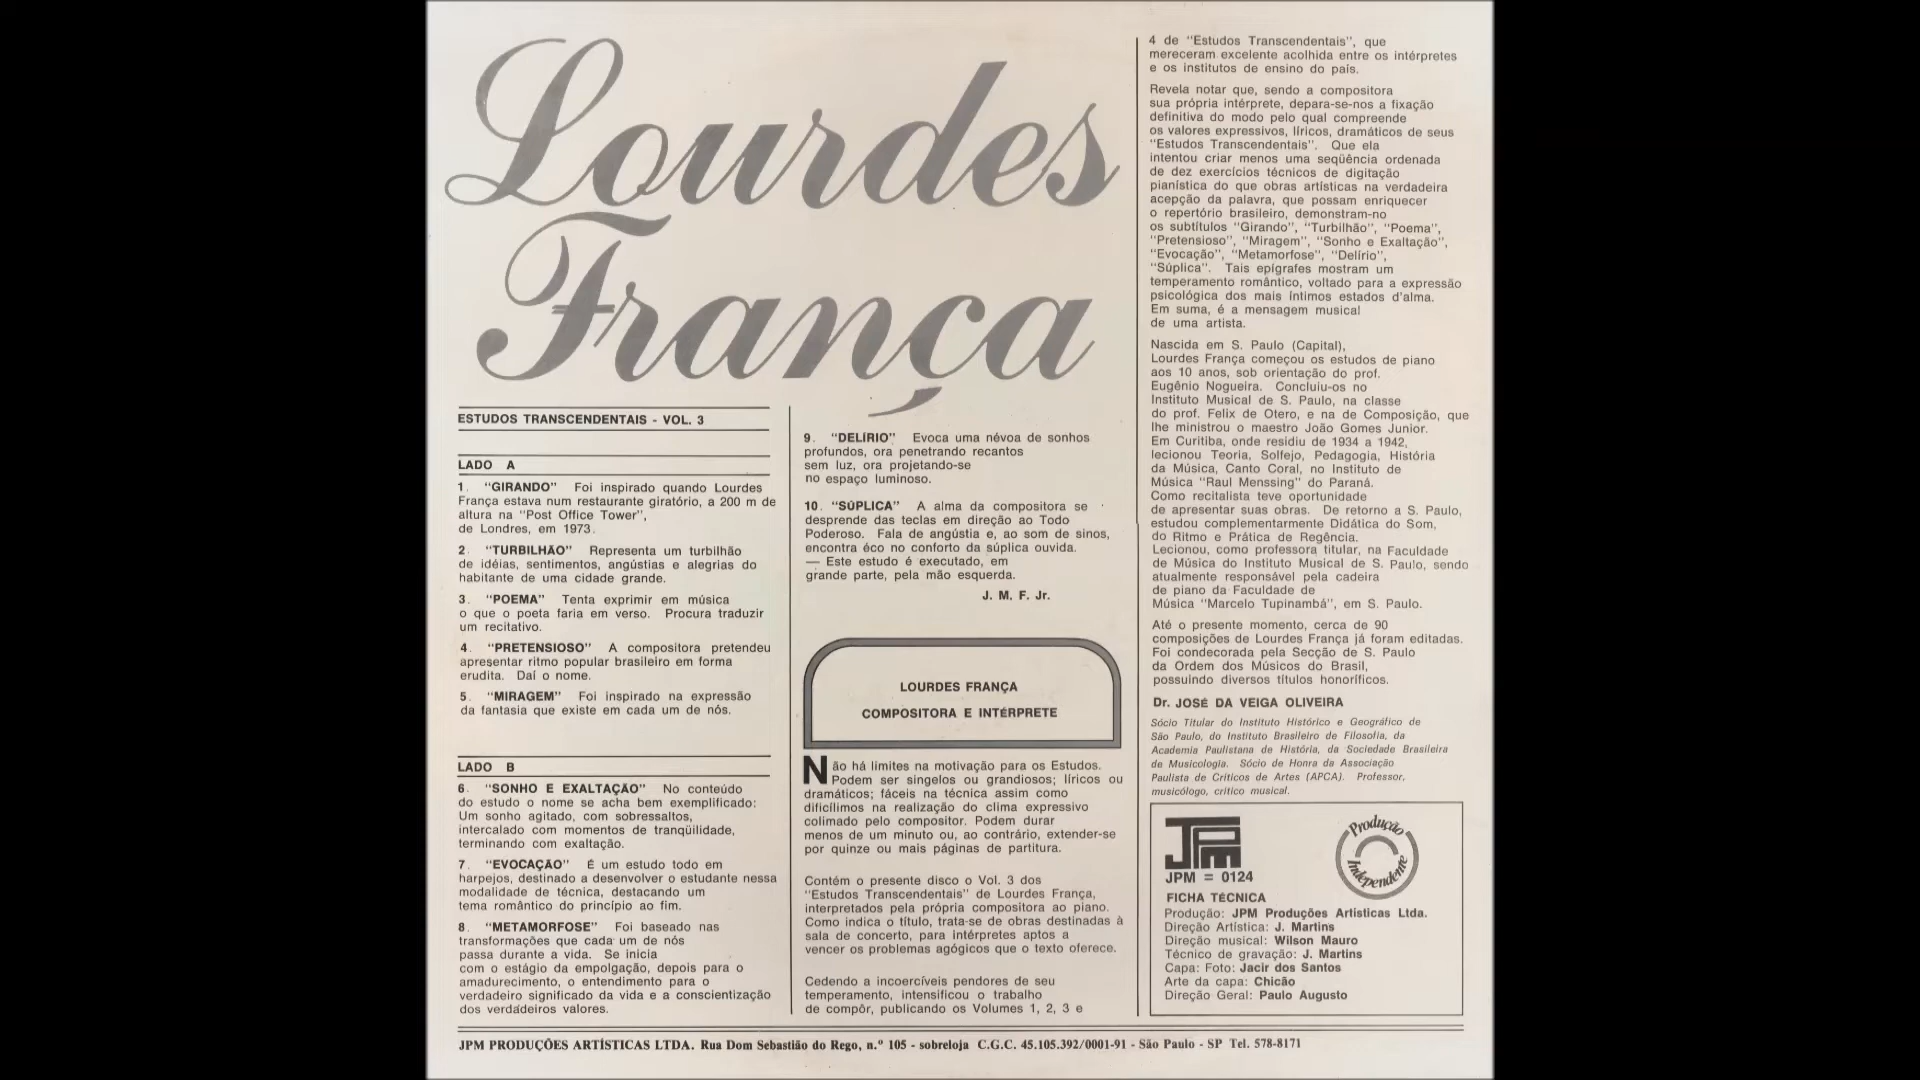 Lourdes
França
ESTUDOS TRANSCENDENTAIS - VOL. 3
LADO A
1. "GIRANDO" Foi inspirado quando Lourdes
França estava num restaurante giratório, a 200 m de
altura na "Post Office Tower",
de Londres, em 1973.
2. "TURBILHÃO" Representa um turbilhão
de idéias, sentimentos, angústias e alegrias do
habitante de uma cidade grande.
3. "POEMA" Tenta exprimir em música
o que o poeta faria em verso. Procura traduzir
um recitativo.
4. "PRETENSIOSO" A compositora pretendeu
apresentar ritmo popular brasileiro em forma
erudita. Daí o nome.
5. "MIRAGEM" Foi inspirado na expressão
da fantasia que existe em cada um de nós.
LADO B
6. "SONHO E EXALTAÇÃO" No conteúdo
do estudo o nome se acha bem exemplificado:
Um sonho agitado, com sobressaltos,
intercalado com momentos de tranqüilidade,
terminando com exaltação.
7. "EVOCAÇÃO" É um estudo todo em
harpejos, destinado a desenvolver o estudante nessa
modalidade de técnica, destacando um
tema romântico do princípio ao fim.
8. "METAMORFOSE" Foi baseado nas
transformações que cada um de nós
passa durante a vida. Se inicia
com o estágio da empolgação, depois para o
amadurecimento, o entendimento para o
verdadeiro significado da vida e a conscientização
dos verdadeiros valores.
9. "DELÍRIO" Evoca uma névoa de sonhos
profundos, ora penetrando recantos
sem luz, ora projetando-se
no espaço luminoso.
10. "SÚPLICA" A alma da compositora se
desprende das teclas em direção ao Todo
Poderoso. Fala de angústia e, ao som de sinos,
encontra éco no conforto da súplica ouvida.
— Este estudo é executado, em
grande parte, pela mão esquerda.
J. M. F. Jr.
LOURDES FRANÇA
COMPOSITORA E INTÉRPRETE
Não há limites na motivação para os Estudos.
Podem ser singelos ou grandiosos; líricos ou
dramáticos; fáceis na técnica assim como
dificílimos na realização do clima expressivo
colimado pelo compositor. Podem durar
menos de um minuto ou, ao contrário, extender-se
por quinze ou mais páginas de partitura.
Contém o presente disco o Vol. 3 dos
"Estudos Transcendentais" de Lourdes França,
interpretados pela própria compositora ao piano.
Como indica o título, trata-se de obras destinadas à
sala de concerto, para intérpretes aptos a
vencer os problemas agógicos que o texto oferece.
Cedendo a incoercíveis pendores de seu
temperamento, intensificou o trabalho
de compôr, publicando os Volumes 1, 2, 3 e
4 de "Estudos Transcendentais", que
mereceram excelente acolhida entre os intérpretes
e os institutos de ensino do país.
Revela notar que, sendo a compositora
sua própria intérprete, depara-se-nos a fixação
definitiva do modo pelo qual compreende
os valores expressivos, líricos, dramáticos de seus
"Estudos Transcendentais". Que ela
intentou criar menos uma seqüência ordenada
de dez exercícios técnicos de digitação
pianística do que obras artísticas na verdadeira
acepção da palavra, que possam enriquecer
o repertório brasileiro, demonstram-no
os subtítulos "Girando", "Turbilhão", "Poema",
"Pretensioso", "Miragem", "Sonho e Exaltação",
"Evocação", "Metamorfose", "Delírio",
"Súplica". Tais epígrafes mostram um
temperamento romântico, voltado para a expressão
psicológica dos mais íntimos estados d'alma.
Em suma, é a mensagem musical
de uma artista.
Nascida em S. Paulo (Capital),
Lourdes França começou os estudos de piano
aos 10 anos, sob orientação do prof.
Eugênio Nogueira. Concluiu-os no
Instituto Musical de S. Paulo, na classe
do prof. Felix de Otero, e na de Composição, que
lhe ministrou o maestro João Gomes Junior.
Em Curitiba, onde residiu de 1934 a 1942,
lecionou Teoria, Solfejo, Pedagogia, História
da Música, Canto Coral, no Instituto de
Música "Raul Menssing" do Paraná.
Como recitalista teve oportunidade
de apresentar suas obras. De retorno a S. Paulo,
estudou complementarmente Didática do Som,
do Ritmo e Prática de Regência.
Lecionou, como professora titular, na Faculdade
de Música do Instituto Musical de S. Paulo, sendo
atualmente responsável pela cadeira
de piano da Faculdade de
Música "Marcelo Tupinambá", em S. Paulo.
Até o presente momento, cerca de 90
composições de Lourdes França já foram editadas.
Foi condecorada pela Secção de S. Paulo
da Ordem dos Músicos do Brasil,
possuindo diversos títulos honoríficos.
Dr. JOSÉ DA VEIGA OLIVEIRA
Sócio Titular do Instituto Histórico e Geográfico de
São Paulo, do Instituto Brasileiro de Filosofia, da
Academia Paulistana de História, da Sociedade Brasileira
de Musicologia. Sócio de Honra da Associação
Paulista de Críticos de Artes (APCA). Professor,
musicólogo, crítico musical.
JPM
JPM = 0124
Produção
Independente
FICHA TÉCNICA
Produção: JPM Produções Artísticas Ltda.
Direção Artística: J. Martins
Direção musical: Wilson Mauro
Técnico de gravação: J. Martins
Capa: Foto: Jacir dos Santos
Arte da capa: Chicão
Direção Geral: Paulo Augusto
JPM PRODUÇÕES ARTÍSTICAS LTDA. Rua Dom Sebastião do Rego, n.º 105 - sobreloja C.G.C. 45.105.392/0001-91 - São Paulo - SP Tel. 578-8171